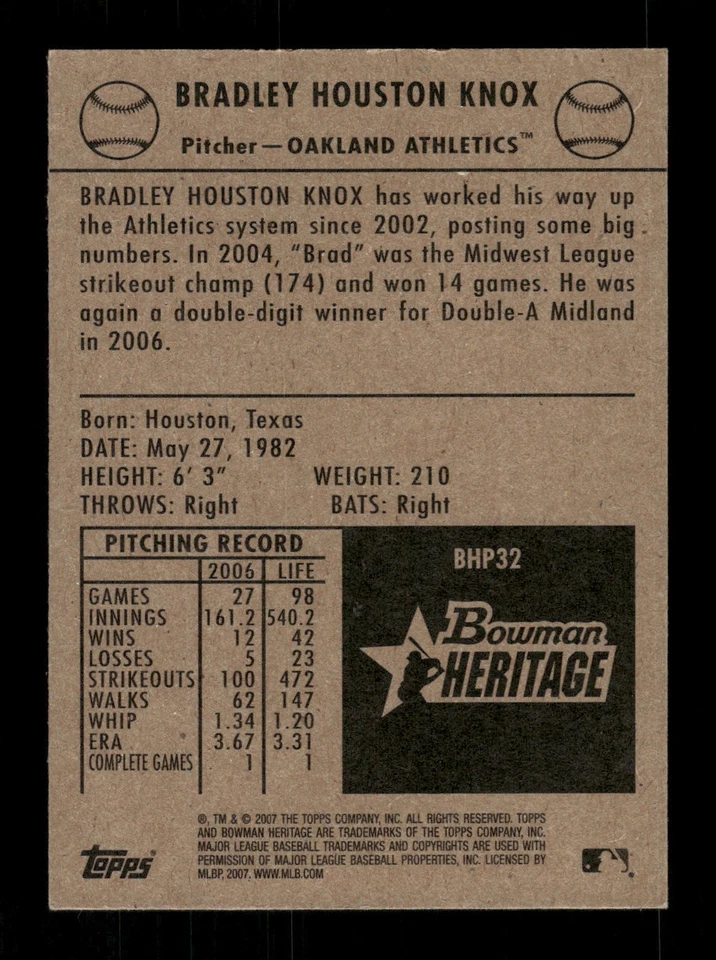 BRADLEY HOUSTON KNOX
Pitcher—OAKLAND ATHLETICS™
BRADLEY HOUSTON KNOX has worked his way up
the Athletics system since 2002, posting some big
numbers. In 2004, "Brad" was the Midwest League
strikeout champ (174) and won 14 games. He was
again a double-digit winner for Double-A Midland
in 2006.
Born: Houston, Texas
DATE: May 27, 1982
HEIGHT: 6' 3" WEIGHT: 210
THROWS: Right BATS: Right
PITCHING RECORD
2006 LIFE
GAMES 27 98
INNINGS 161.2 540.2
WINS 12 42
LOSSES 5 23
STRIKEOUTS 100 472
WALKS 62 147
WHIP 1.34 1.20
ERA 3.67 3.31
COMPLETE GAMES 1 1
BHP32
Bowman
HERITAGE
®, TM & © 2007 THE TOPPS COMPANY, INC. ALL RIGHTS RESERVED. TOPPS
AND BOWMAN HERITAGE ARE TRADEMARKS OF THE TOPPS COMPANY, INC.
MAJOR LEAGUE BASEBALL TRADEMARKS AND COPYRIGHTS ARE USED WITH
PERMISSION OF MAJOR LEAGUE BASEBALL PROPERTIES, INC. LICENSED BY
MLBP, 2007. WWW.MLB.COM
Topps